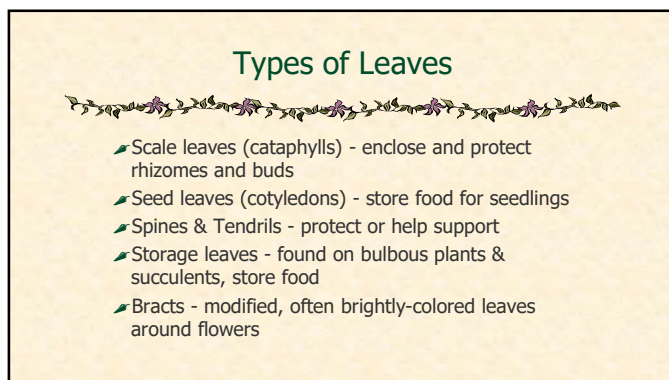 Types of Leaves
Scale leaves (cataphylls) - enclose and protect
rhizomes and buds
Seed leaves (cotyledons) - store food for seedlings
Spines & Tendrils - protect or help support
Storage leaves - found on bulbous plants &
succulents, store food
Bracts - modified, often brightly-colored leaves
around flowers